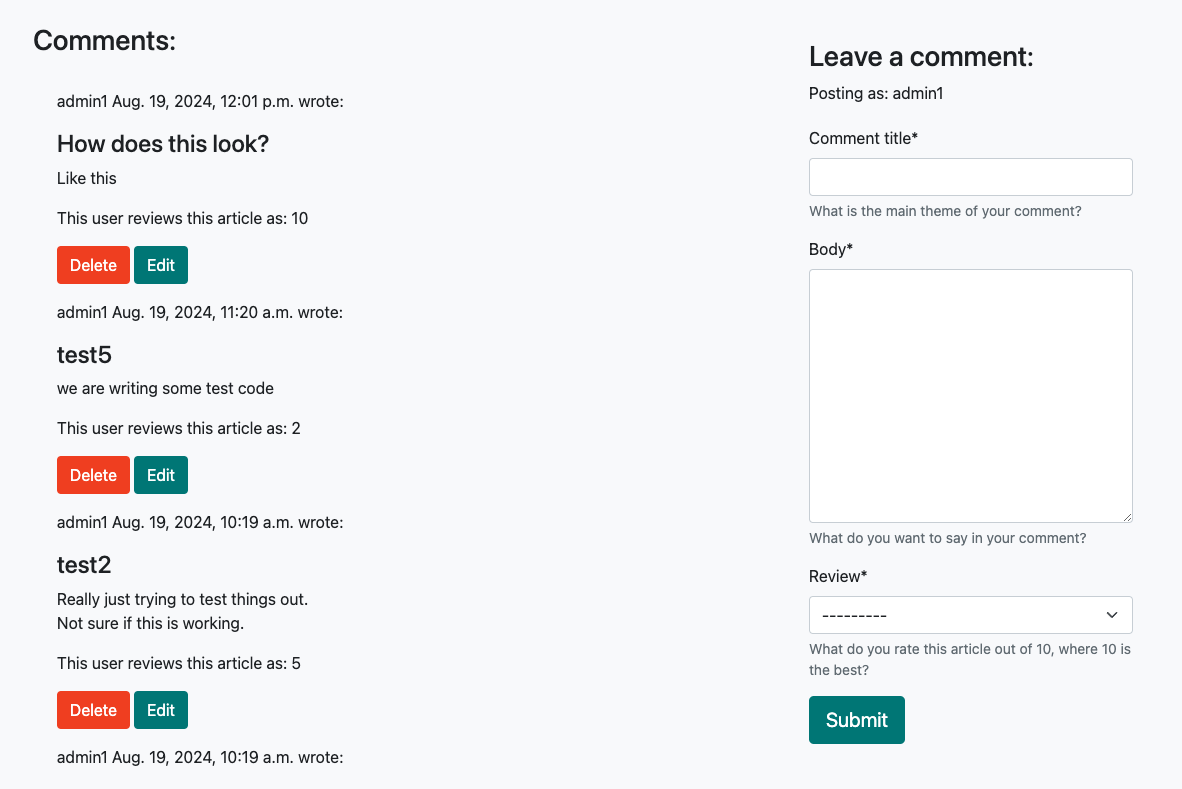 Comments:
admin1 Aug. 19, 2024, 12:01 p.m. wrote:
How does this look?
Like this
This user reviews this article as: 10
Delete Edit
admin1 Aug. 19, 2024, 11:20 a.m. wrote:
test5
we are writing some test code
This user reviews this article as: 2
Delete Edit
admin1 Aug. 19, 2024, 10:19 a.m. wrote:
test2
Really just trying to test things out.
Not sure if this is working.
This user reviews this article as: 5
Delete Edit
admin1 Aug. 19, 2024, 10:19 a.m. wrote:
Leave a comment:
Posting as: admin1
Comment title*
What is the main theme of your comment?
Body*
What do you want to say in your comment?
Review*
---------
What do you rate this article out of 10, where 10 is
the best?
Submit